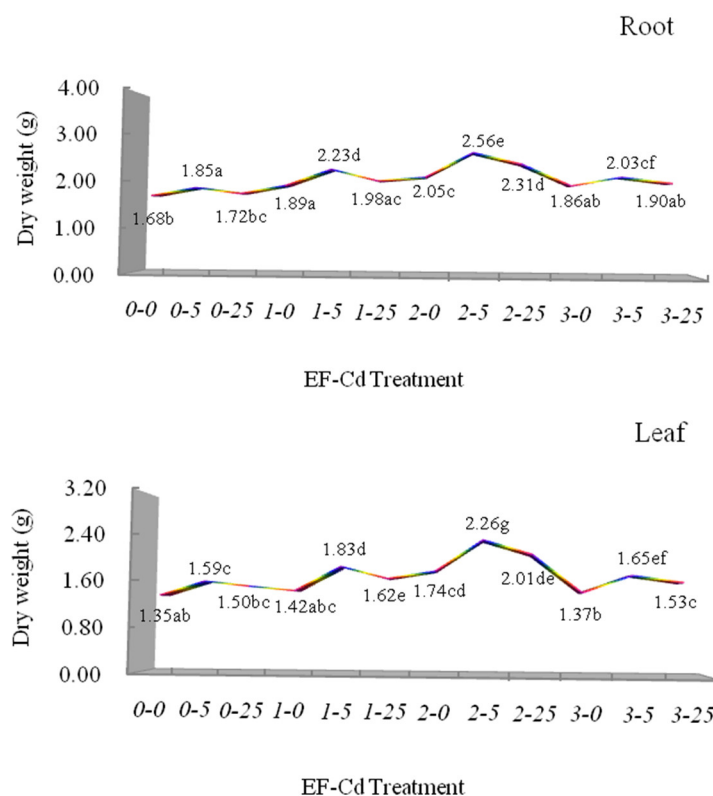 Root
Dry weight (g)
4.00
3.00
2.00
1.00
0.00
1.68b
1.85a
1.72bc
1.89a
2.23d
1.98ac
2.05c
2.56e
2.31d
1.86ab
2.03cf
1.90ab
0-0 0-5 0-25 1-0 1-5 1-25 2-0 2-5 2-25 3-0 3-5 3-25
EF-Cd Treatment
Leaf
Dry weight (g)
3.20
2.40
1.60
0.80
0.00
1.35ab
1.59c
1.50bc
1.42abc
1.83d
1.62e
1.74cd
2.26g
2.01de
1.37b
1.65ef
1.53c
0-0 0-5 0-25 1-0 1-5 1-25 2-0 2-5 2-25 3-0 3-5 3-25
EF-Cd Treatment